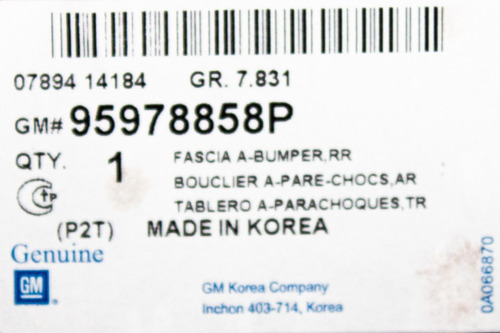 07894 14184 GR. 7.831
GM# 95978858P
QTY. 1 FASCIA A-BUMPER,RR
BOUCLIER A-PARE-CHOCS,AR
TABLERO A-PARACHOQUES,TR
(P2T) MADE IN KOREA
Genuine
GM
GM Korea Company
Inchon 403-714, Korea
0A066870